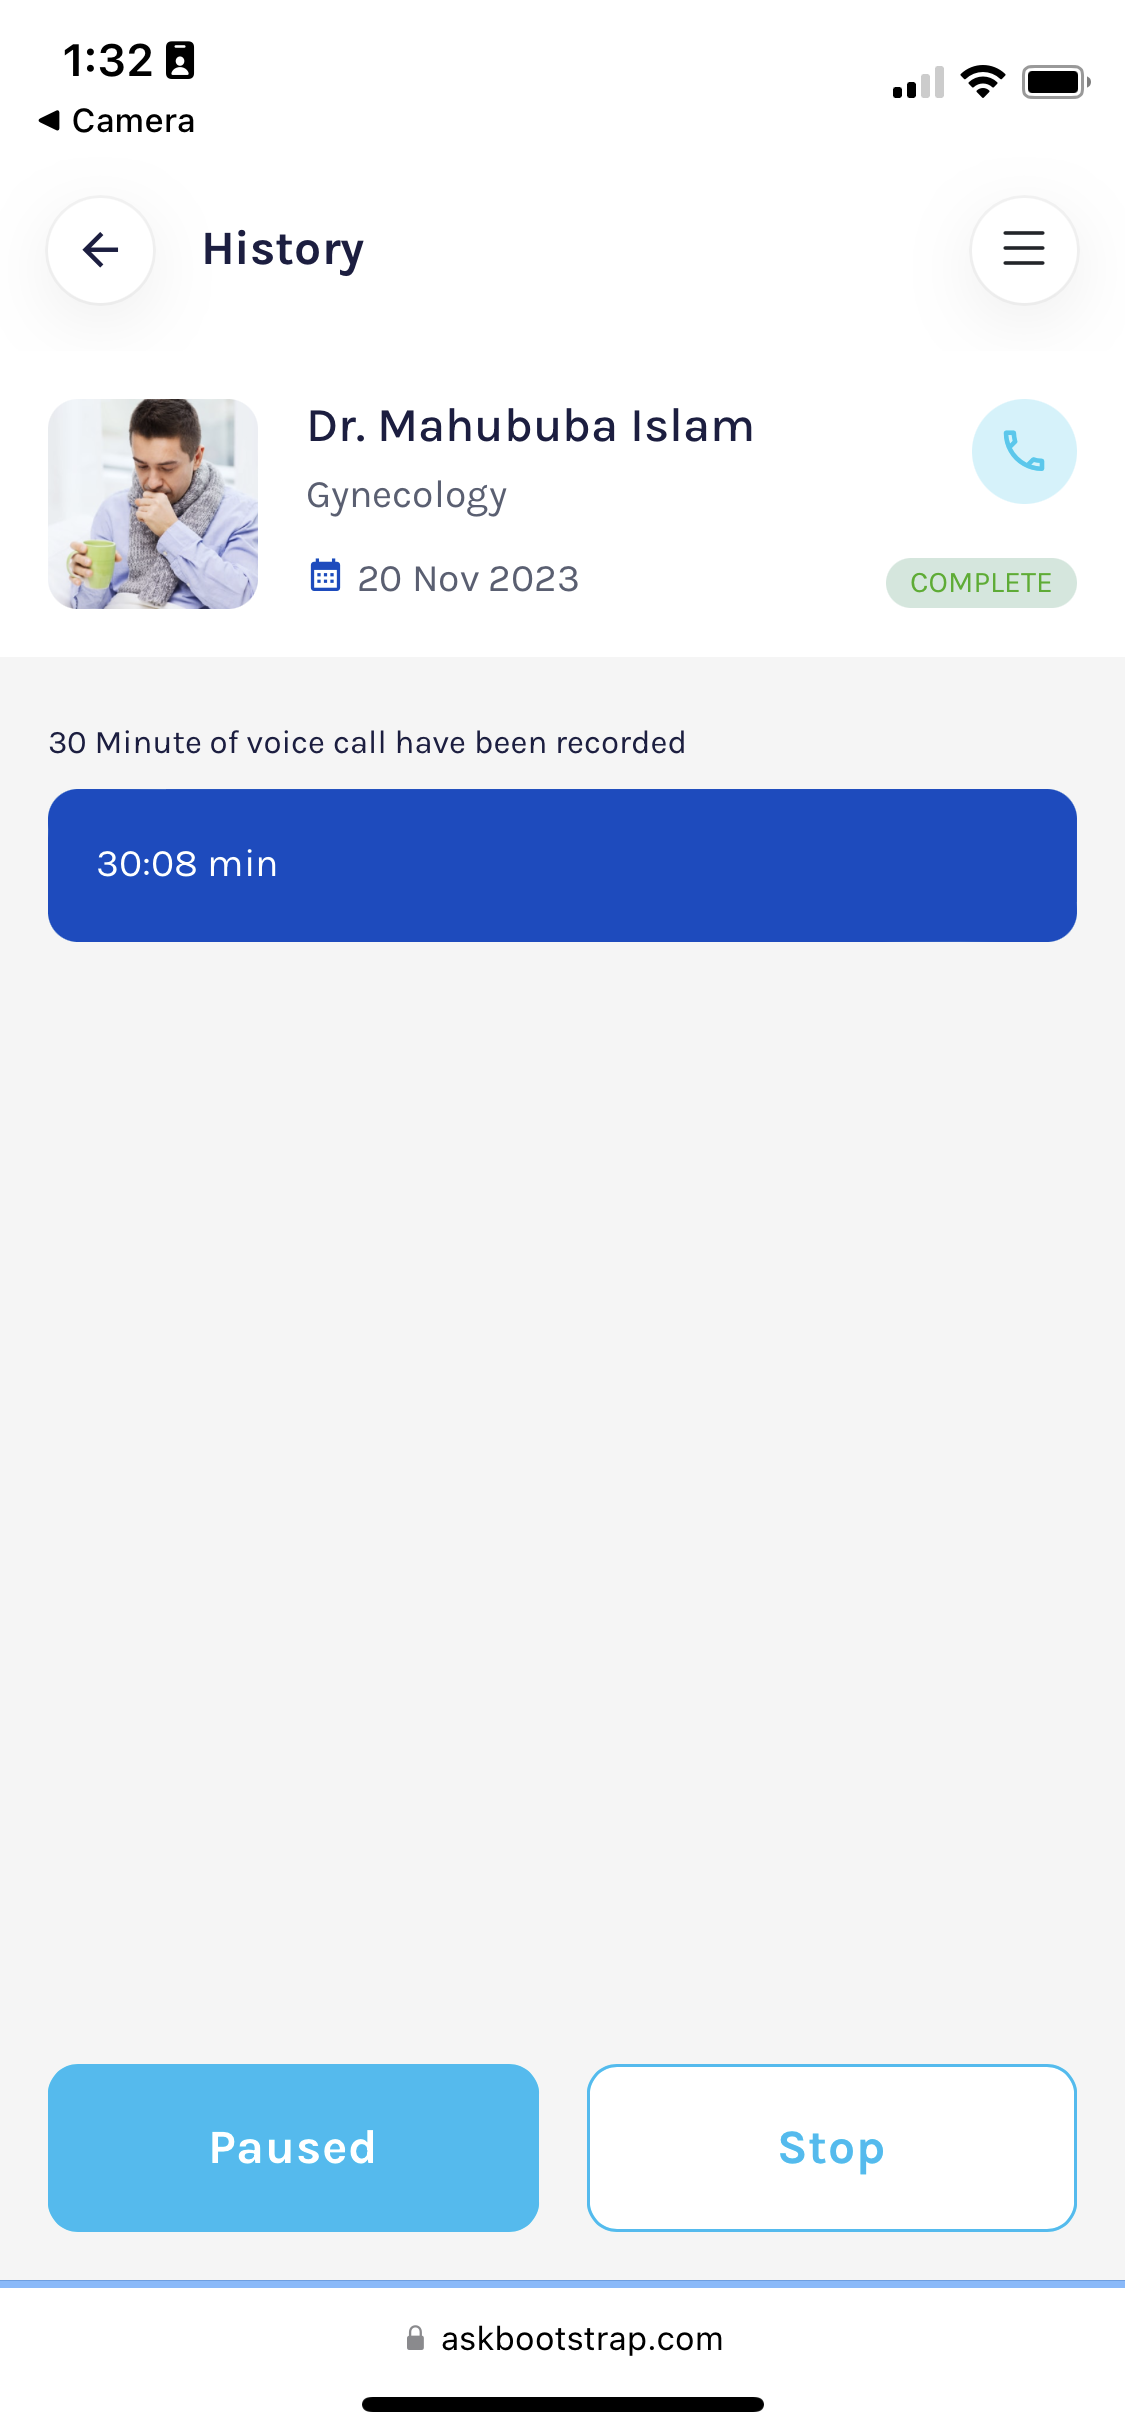 1:32
Camera
History
Dr. Mahububa Islam
Gynecology
20 Nov 2023
COMPLETE
30 Minute of voice call have been recorded
30:08 min
Paused
Stop
askbootstrap.com